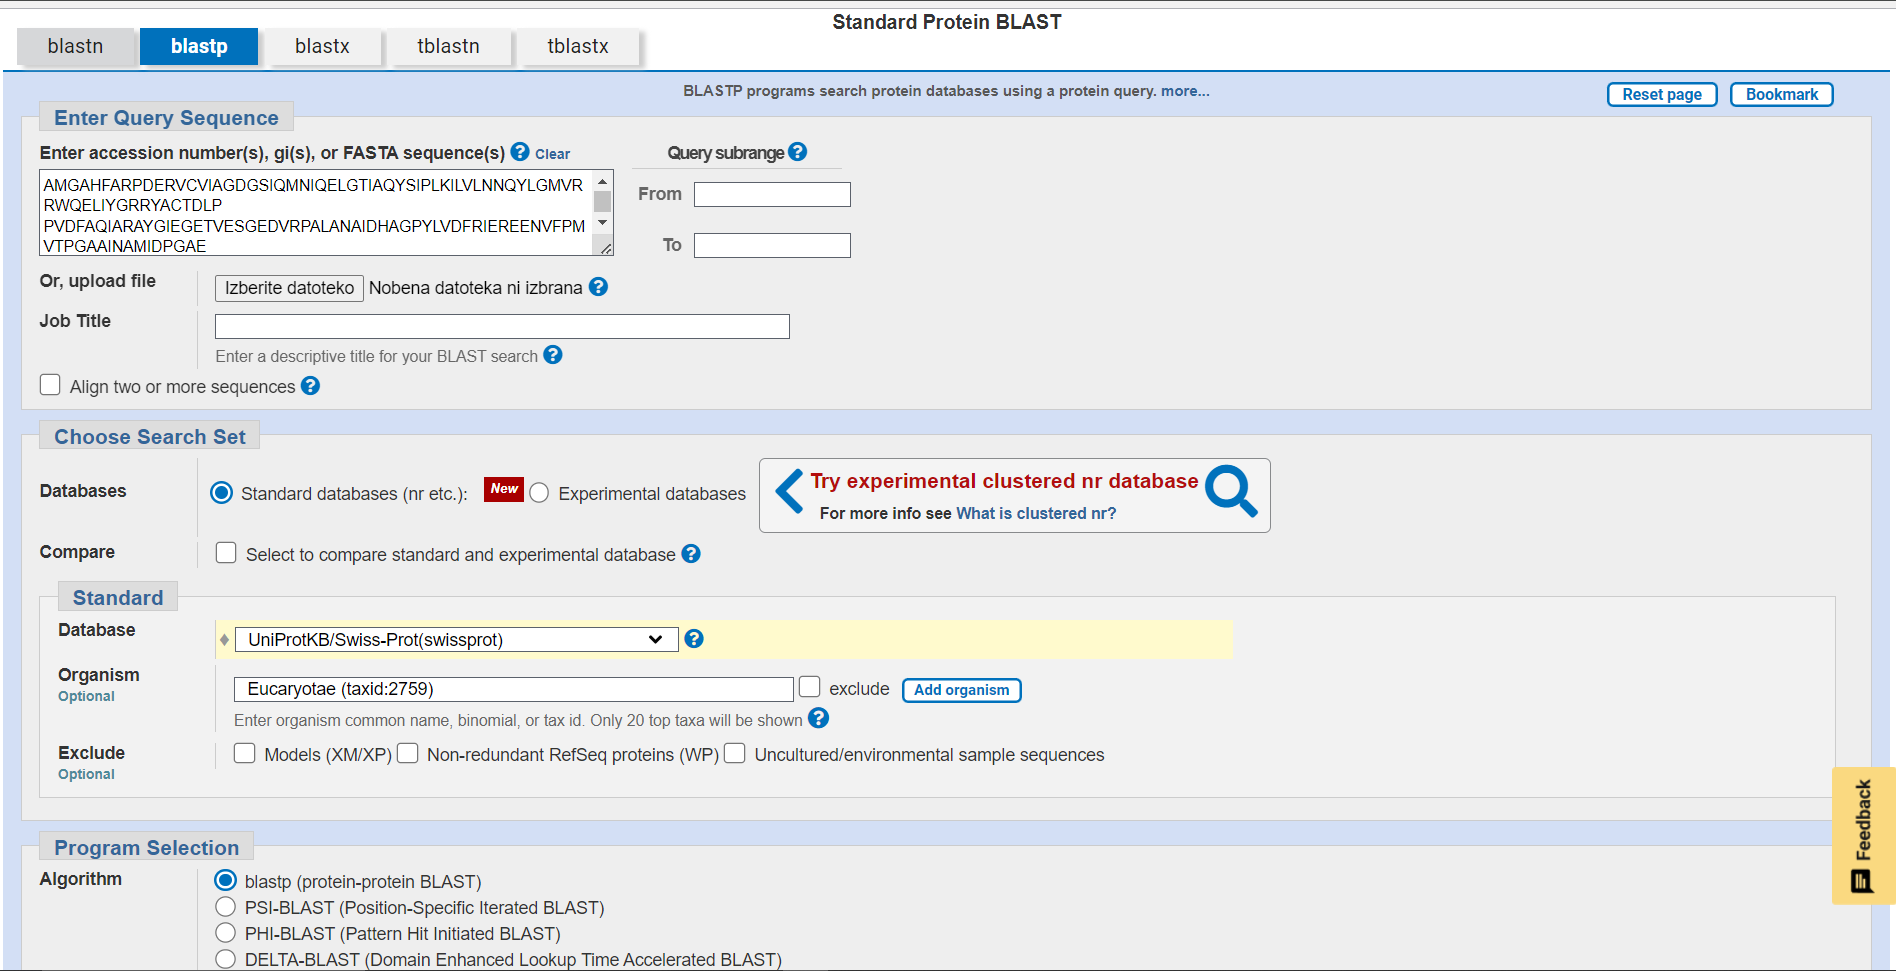 Standard Protein BLAST
blastn
blastp
blastx
tblastn
tblastx
BLASTP programs search protein databases using a protein query. more...
Reset page
Bookmark
Enter Query Sequence
Enter accession number(s), gi(s), or FASTA sequence(s) ? Clear
Query subrange ?
AMGAHFARPDERVCVIAGDGSIQMNIQELGTIAQYSIPLKILVLNNQYLGMVR
RWQELIYGRRYACTDLP
PVDFAQIARAYGIEGETVESGEDVRPALANAIDHAGPYLVDFRIEREENVFPM
VTPGAAINAMIDPGAE
From
To
Or, upload file
Izberite datoteko Nobena datoteka ni izbrana ?
Job Title
Enter a descriptive title for your BLAST search ?
Align two or more sequences ?
Choose Search Set
Databases
Standard databases (nr etc.):
New
Experimental databases
Try experimental clustered nr database
For more info see What is clustered nr?
Compare
Select to compare standard and experimental database ?
Standard
Database
UniProtKB/Swiss-Prot(swissprot)
?
Organism
Optional
Eucaryotae (taxid:2759)
exclude
Add organism
Enter organism common name, binomial, or tax id. Only 20 top taxa will be shown ?
Exclude
Optional
Models (XM/XP)
Non-redundant RefSeq proteins (WP)
Uncultured/environmental sample sequences
Feedback
Program Selection
Algorithm
blastp (protein-protein BLAST)
PSI-BLAST (Position-Specific Iterated BLAST)
PHI-BLAST (Pattern Hit Initiated BLAST)
DELTA-BLAST (Domain Enhanced Lookup Time Accelerated BLAST)